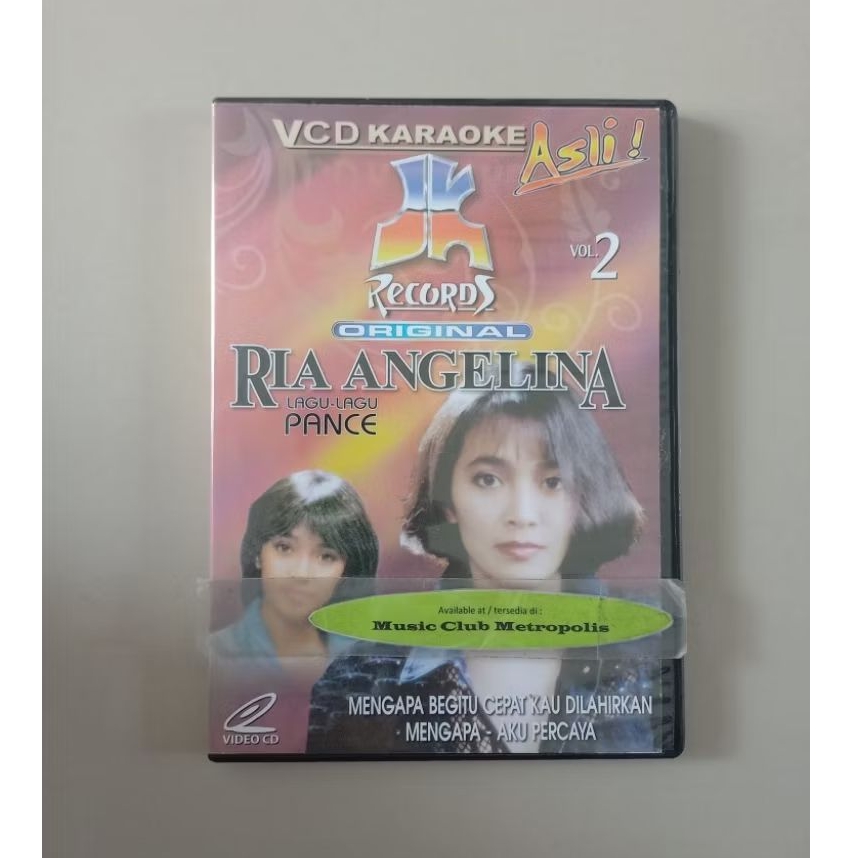 VCD KARAOKE
Asli!
JK
RECORDS
VOL. 2
ORIGINAL
RIA ANGELINA
LAGU-LAGU
PANCE
Available at / tersedia di :
Music Club Metropolis
MENGAPA BEGITU CEPAT KAU DILAHIRKAN
MENGAPA - AKU PERCAYA
VIDEO CD